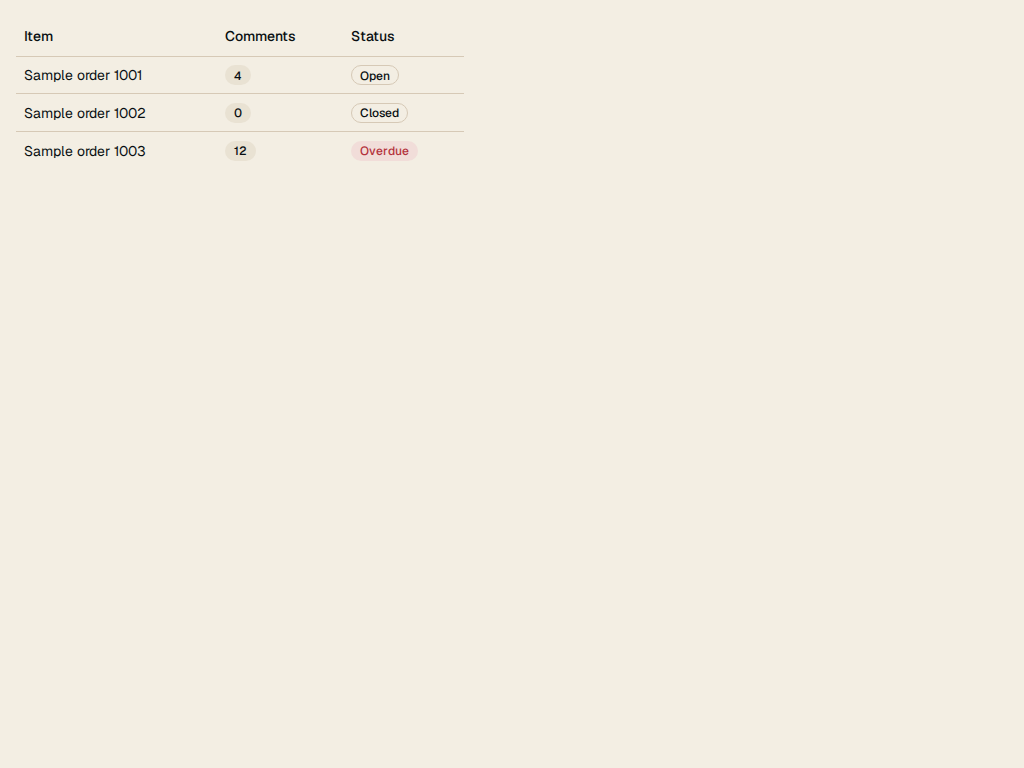 Item Comments Status
Sample order 1001 4 Open
Sample order 1002 0 Closed
Sample order 1003 12 Overdue